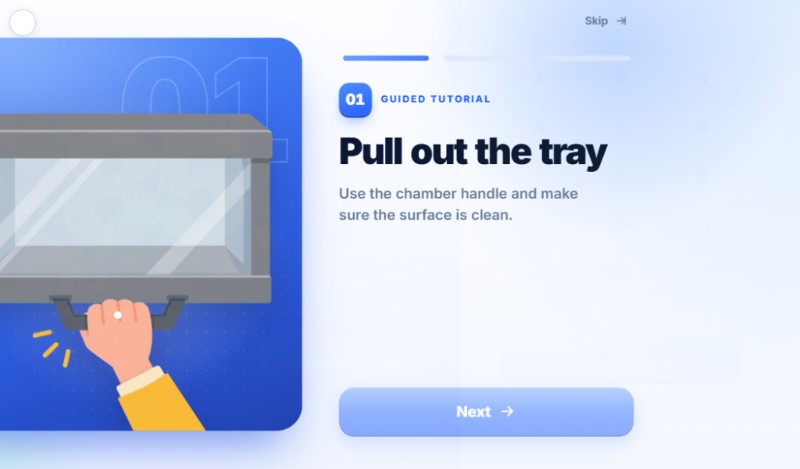 Skip
01
01
GUIDED TUTORIAL
Pull out the tray
Use the chamber handle and make
sure the surface is clean.
Next